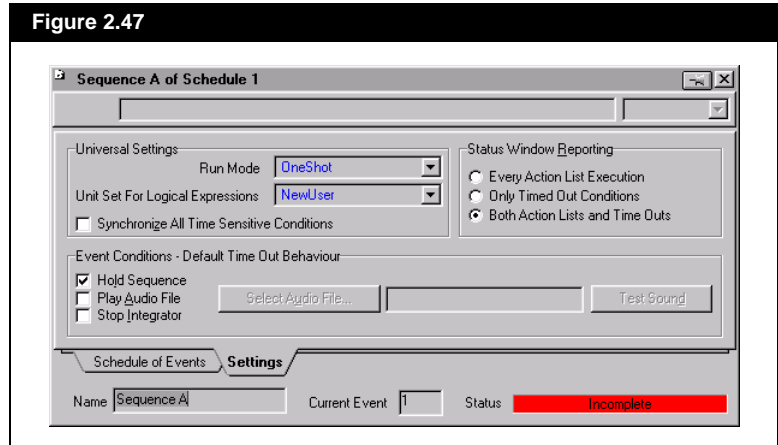 Figure 2.47
Sequence A of Schedule 1
Universal Settings
Run Mode OneShot
Unit Set For Logical Expressions NewUser
Synchronize All Time Sensitive Conditions
Status Window Reporting
Every Action List Execution
Only Timed Out Conditions
Both Action Lists and Time Outs
Event Conditions - Default Time Out Behaviour
Hold Sequence
Play Audio File Select Audio File... Test Sound
Stop Integrator
Schedule of Events Settings
Name Sequence A Current Event 1 Status Incomplete